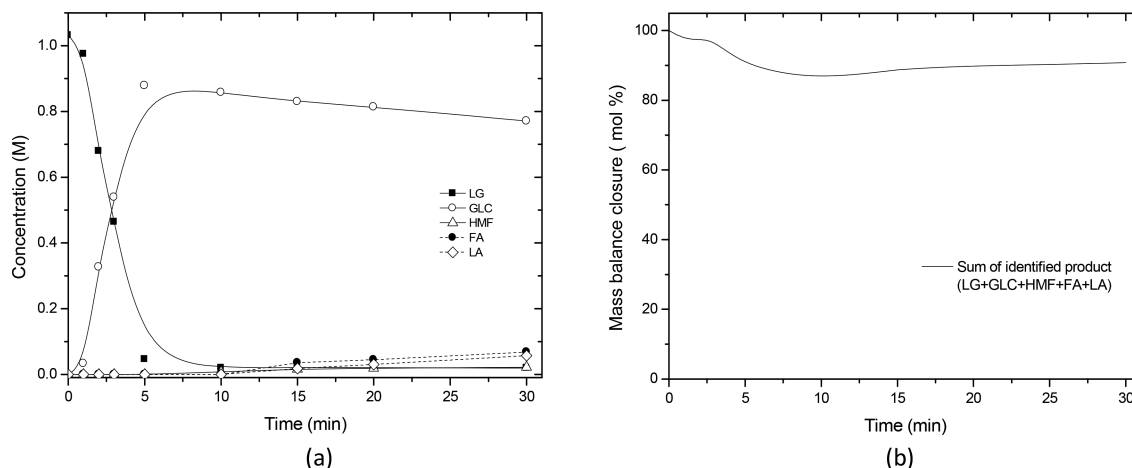 1.0
0.8
0.6
0.4
0.2
0.0
Concentration (M)
LG
GLC
HMF
FA
LA
0 5 10 15 20 25 30
Time (min)
(a)
100
80
60
40
20
0
Mass balance closure ( mol %)
Sum of identified product
(LG+GLC+HMF+FA+LA)
0 5 10 15 20 25 30
Time (min)
(b)